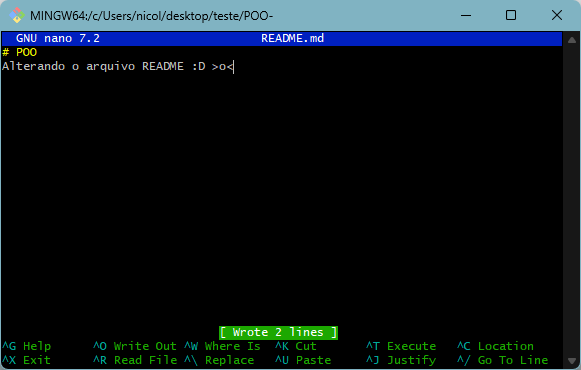 MINGW64:/c/Users/nicol/desktop/teste/POO-
GNU nano 7.2 README.md
# POO
Alterando o arquivo README :D >o<
[ Wrote 2 lines ]
^G Help ^O Write Out ^W Where Is ^K Cut ^T Execute ^C Location
^X Exit ^R Read File ^\ Replace ^U Paste ^J Justify ^/ Go To Line